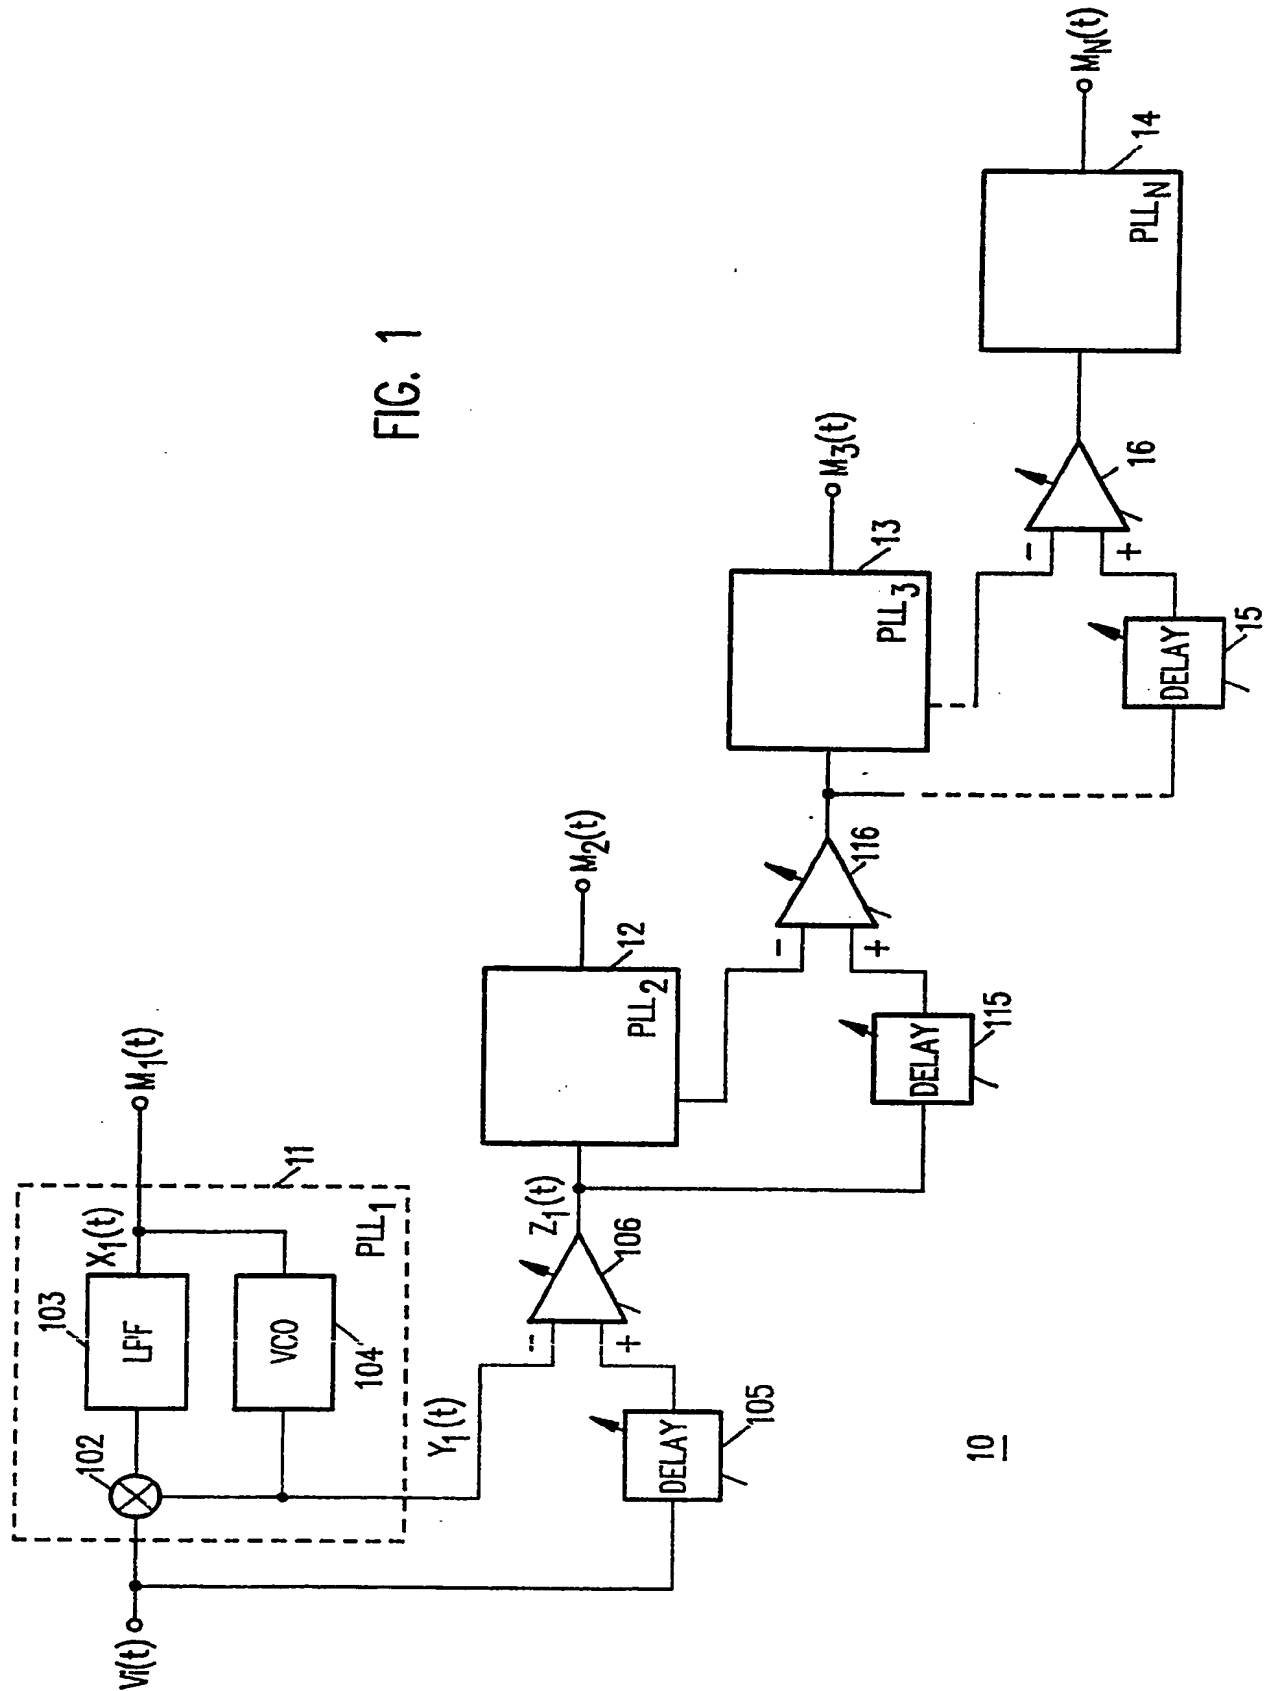 FIG. 1
Vi(t)
102
103
LPF
X1(t)
M1(t)
11
VCO
104
PLL1
Y1(t)
DELAY
105
-
+
106
Z1(t)
12
PLL2
M2(t)
DELAY
115
-
+
116
13
PLL3
M3(t)
DELAY
15
-
+
16
14
PLLN
MN(t)
10